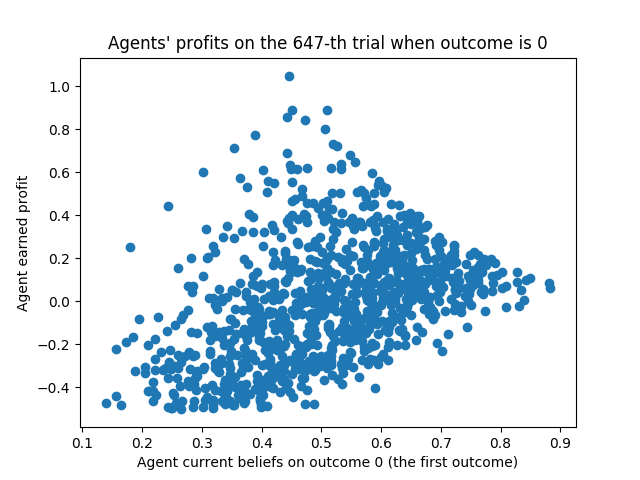 Agents' profits on the 647-th trial when outcome is 0
1.0
0.8
0.6
0.4
0.2
0.0
−0.2
−0.4
Agent earned profit
0.1 0.2 0.3 0.4 0.5 0.6 0.7 0.8 0.9
Agent current beliefs on outcome 0 (the first outcome)